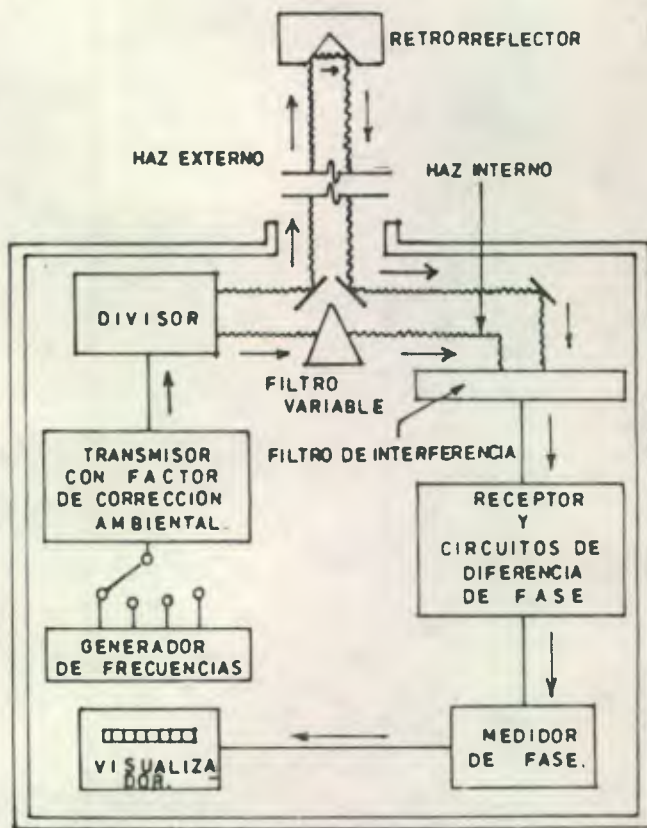 RETRORREFLECTOR
HAZ EXTERNO
HAZ INTERNO
DIVISOR
FILTRO
VARIABLE
FILTRO DE INTERFERENCIA
TRANSMISOR
CON FACTOR
DE CORRECCION
AMBIENTAL.
RECEPTOR
Y
CIRCUITOS DE
DIFERENCIA
DE FASE
GENERADOR
DE FRECUENCIAS
MEDIDOR
DE FASE.
VISUALIZA-
DOR.